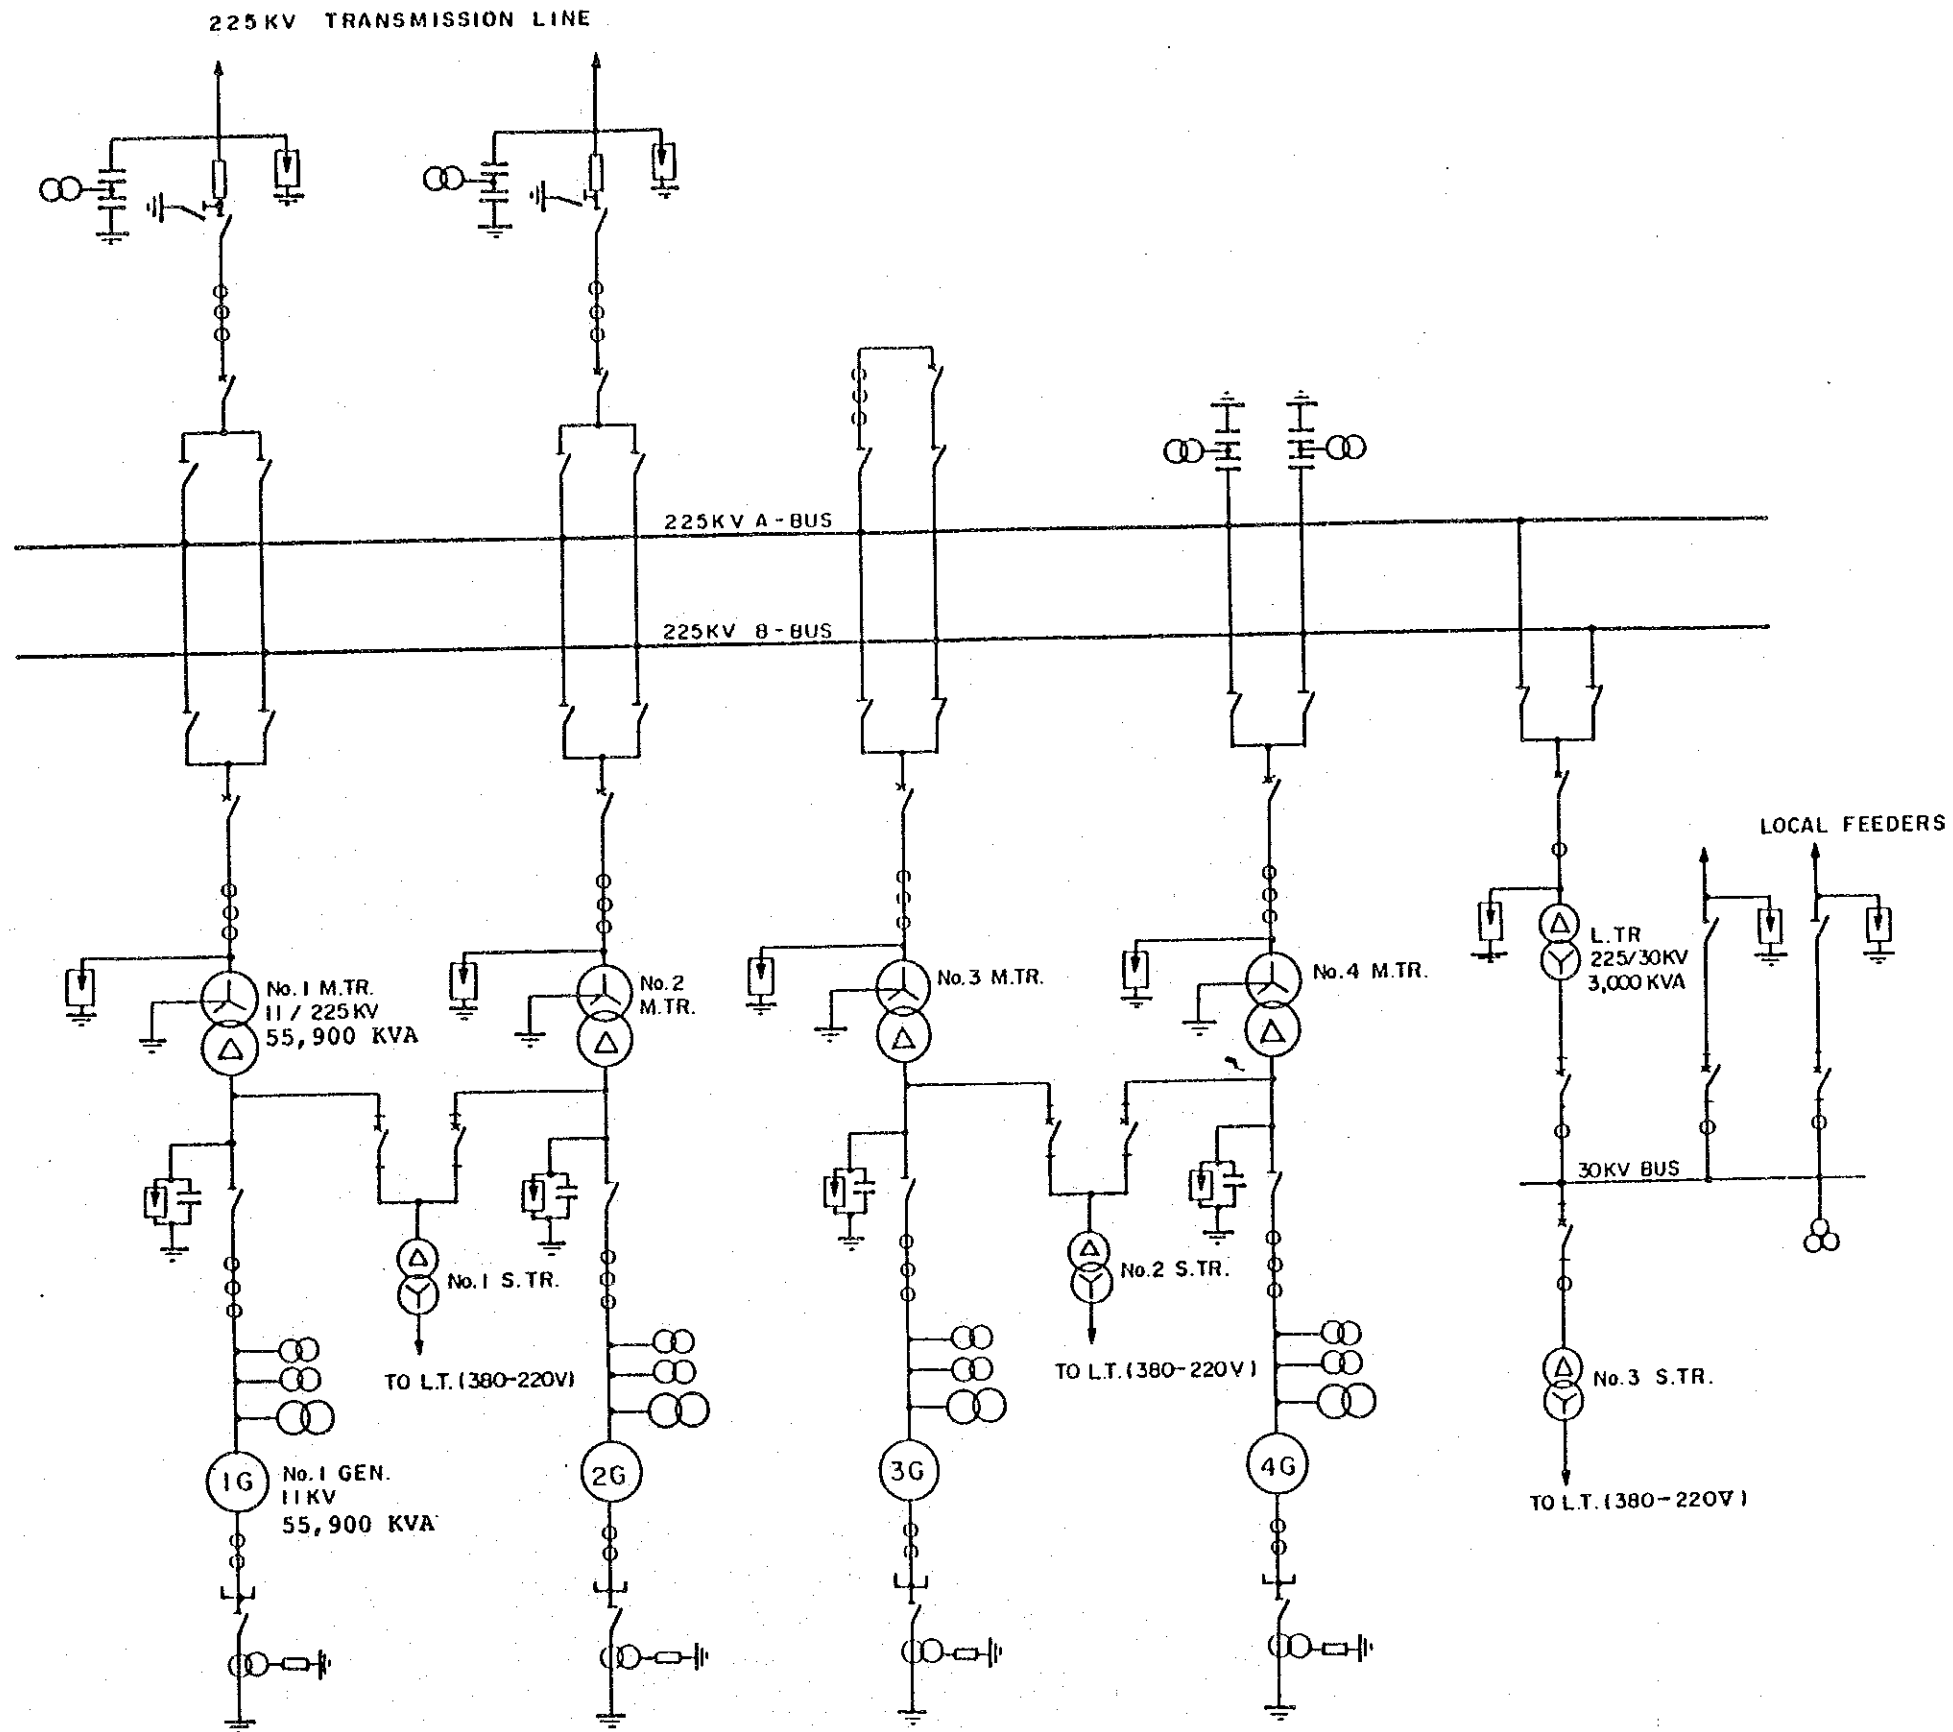 225KV TRANSMISSION LINE
225KV A-BUS
225KV B-BUS
LOCAL FEEDERS
No.1 M.TR.
11 / 225KV
55,900 KVA
No.2
M.TR.
No.3 M.TR.
No.4 M.TR.
L.TR
225/30KV
3,000 KVA
30KV BUS
No.1 S.TR.
No.2 S.TR.
TO L.T.(380-220V)
TO L.T.(380-220V)
No.3 S.TR.
1G
No.1 GEN.
11KV
55,900 KVA
2G
3G
4G
TO L.T.(380-220V)